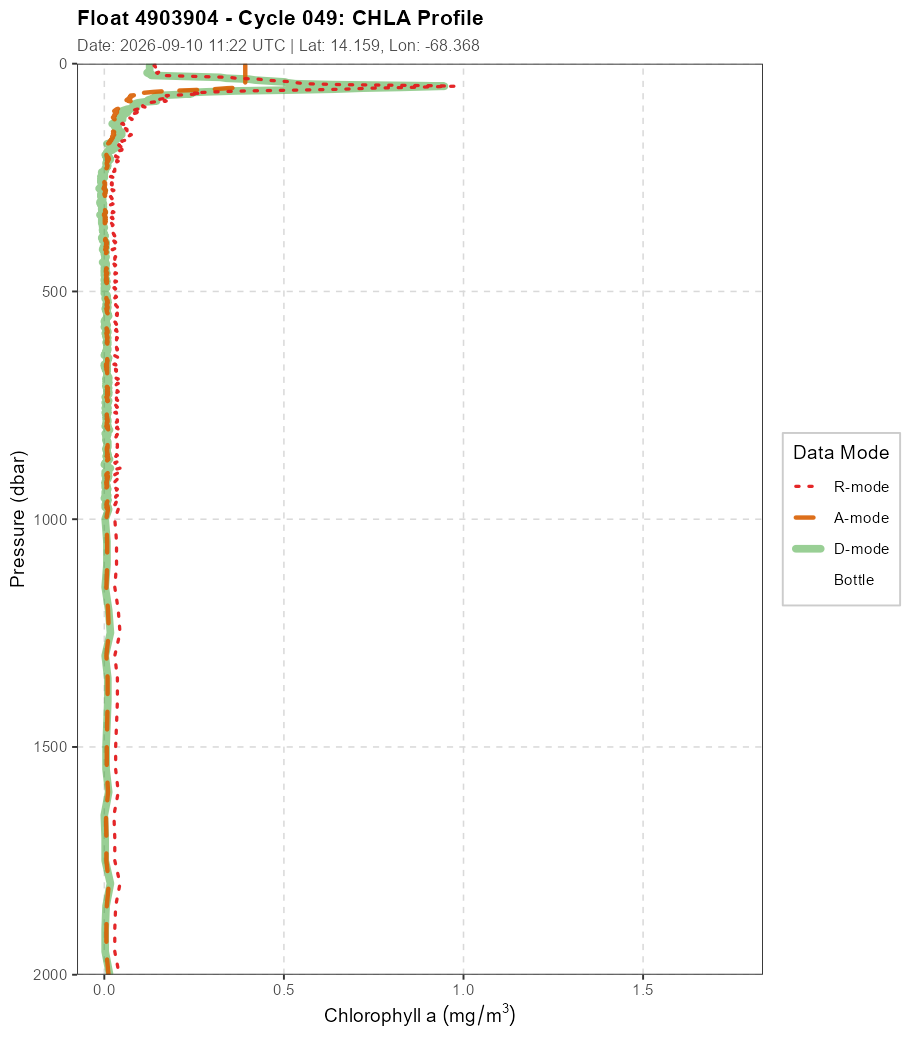 Float 4903904 - Cycle 049: CHLA Profile
Date: 2026-09-10 11:22 UTC | Lat: 14.159, Lon: -68.368
0
500
1000
1500
2000
Pressure (dbar)
0.0 0.5 1.0 1.5
Chlorophyll a (mg/m³)
Data Mode
R-mode
A-mode
D-mode
Bottle